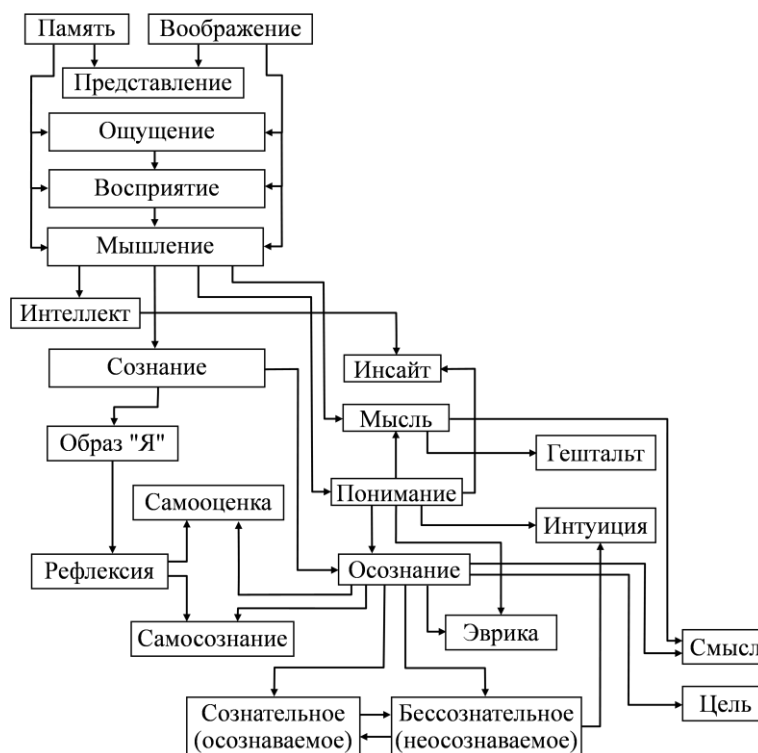 Память
Воображение
Представление
Ощущение
Восприятие
Мышление
Интеллект
Сознание
Инсайт
Мысль
Образ "Я"
Гештальт
Понимание
Самооценка
Интуиция
Рефлексия
Осознание
Самосознание
Эврика
Смысл
Сознательное
(осознаваемое)
Бессознательное
(неосознаваемое)
Цель